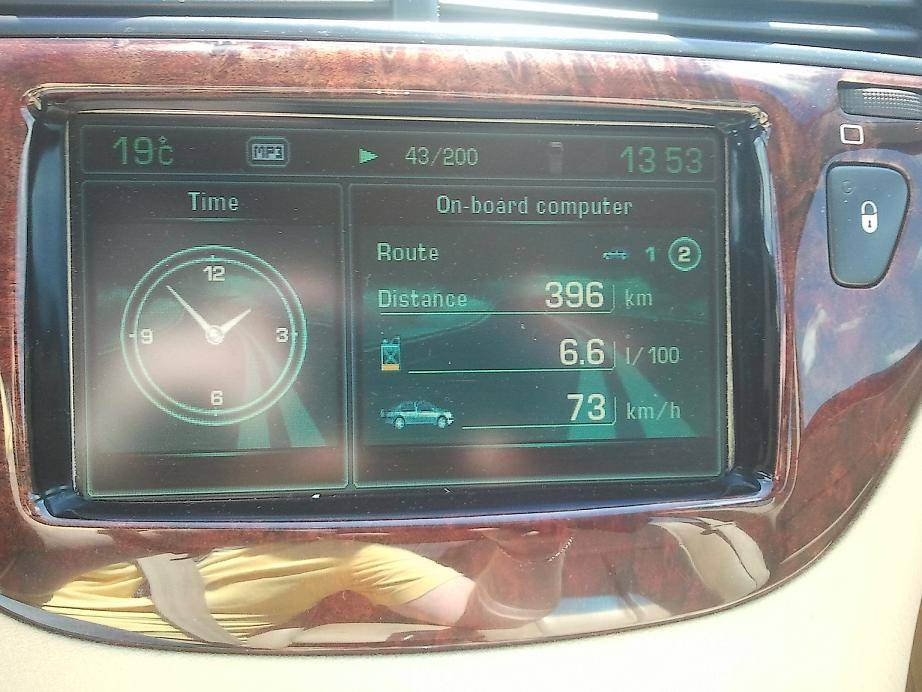 19°C MP3 43/200 13 53
Time
12
9 3
6
On-board computer
Route 1 2
Distance 396 km
6.6 l/100
73 km/h